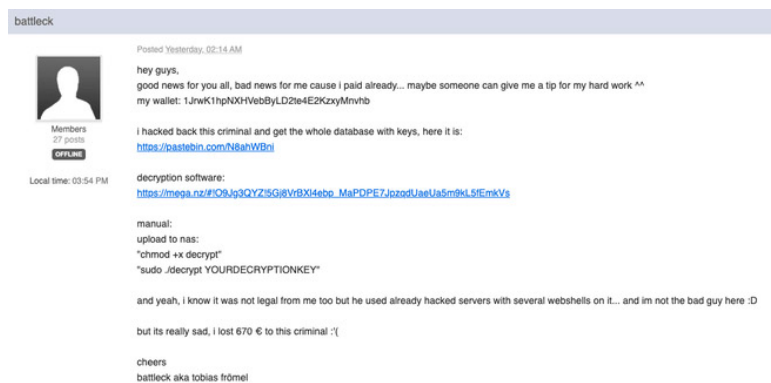 battleck
Posted Yesterday, 02:14 AM
hey guys,
good news for you all, bad news for me cause i paid already... maybe someone can give me a tip for my hard work ^^
my wallet: 1JrwK1hpNXHVebByLD2te4E2KzxyMnvhb
i hacked back this criminal and get the whole database with keys, here it is:
https://pastebin.com/N8ahWBni
decryption software:
https://mega.nz/#!O9Jg3QYZ!5Gj8VrBXl4ebp_MaPDPE7JpzqdUaeUa5m9kL5fEmkVs
manual:
upload to nas:
"chmod +x decrypt"
"sudo ./decrypt YOURDECRYPTIONKEY"
and yeah, i know it was not legal from me too but he used already hacked servers with several webshells on it... and im not the bad guy here :D
but its really sad, i lost 670 € to this criminal :'(
cheers
battleck aka tobias frömel
Members
27 posts
OFFLINE
Local time: 03:54 PM